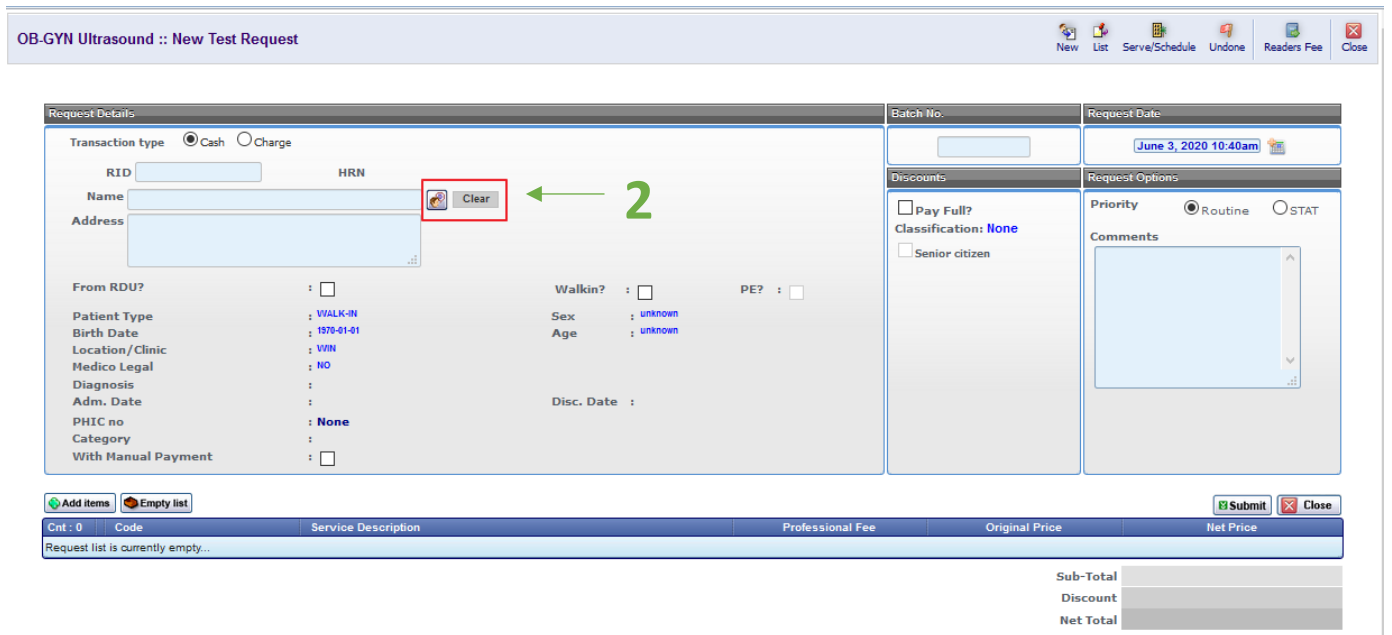 OB-GYN Ultrasound :: New Test Request
New List Serve/Schedule Undone Readers Fee Close
Request Details
Transaction type Cash Charge
RID HRN
Name Clear
2
Address
From RDU? : Walkin? : PE? :
Patient Type : WALK-IN Sex : unknown
Birth Date : 1970-01-01 Age : unknown
Location/Clinic : WIN
Medico Legal : NO
Diagnosis :
Adm. Date : Disc. Date :
PHIC no : None
Category :
With Manual Payment :
Batch No.
Discounts
Pay Full?
Classification: None
Senior citizen
Request Date
June 3, 2020 10:40am
Request Options
Priority Routine STAT
Comments
Add items Empty list Submit Close
Cnt : 0 Code Service Description Professional Fee Original Price Net Price
Request list is currently empty...
Sub-Total
Discount
Net Total